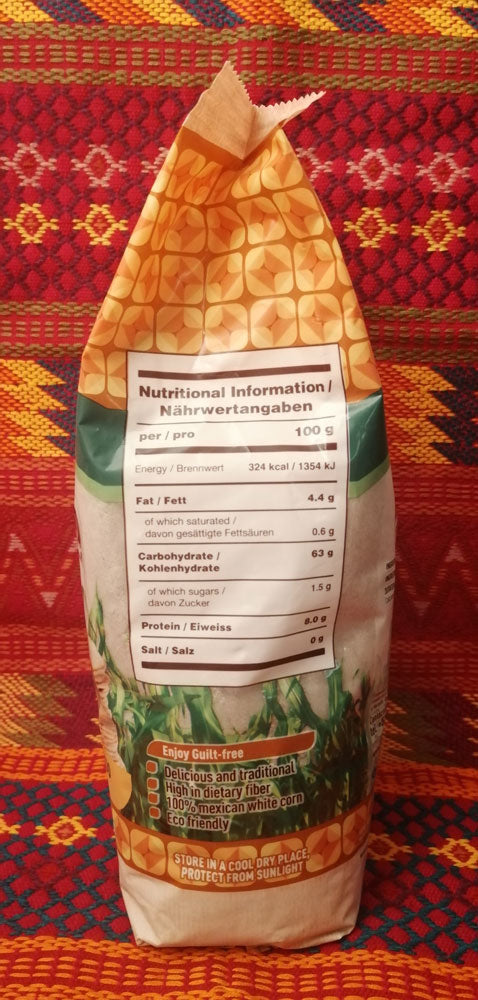 Nutritional Information /
Nährwertangaben
per / pro 100 g
Energy / Brennwert 324 kcal / 1354 kJ
Fat / Fett 4.4 g
of which saturated /
davon gesättigte Fettsäuren 0.6 g
Carbohydrate / 63 g
Kohlenhydrate
of which sugars / 1.5 g
davon Zucker
Protein / Eiweiss 8.0 g
Salt / Salz 0 g
Enjoy Guilt-free
Delicious and traditional
High in dietary fiber
100% mexican white corn
Eco friendly
STORE IN A COOL DRY PLACE,
PROTECT FROM SUNLIGHT